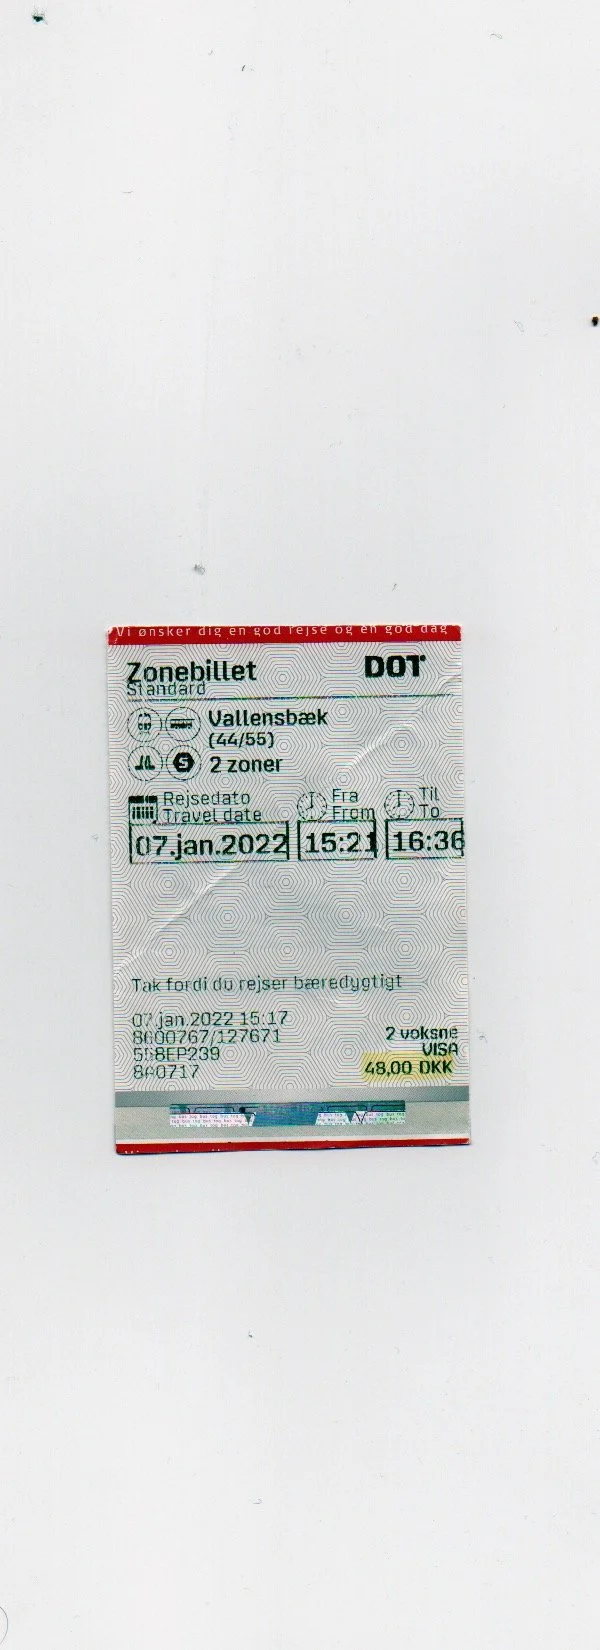 Vi ønsker dig en god rejse og en god dag
Zonebillet DOT
Standard
Vallensbæk
(44/55)
S 2 zoner
Rejsedato Fra Til
Travel date From To
07.jan.2022 15:21 16:36
Tak fordi du rejser bæredygtigt
07.jan.2022 15:17
8600767/127671 2 voksne
558EP239 VISA
8A0717 48,00 DKK